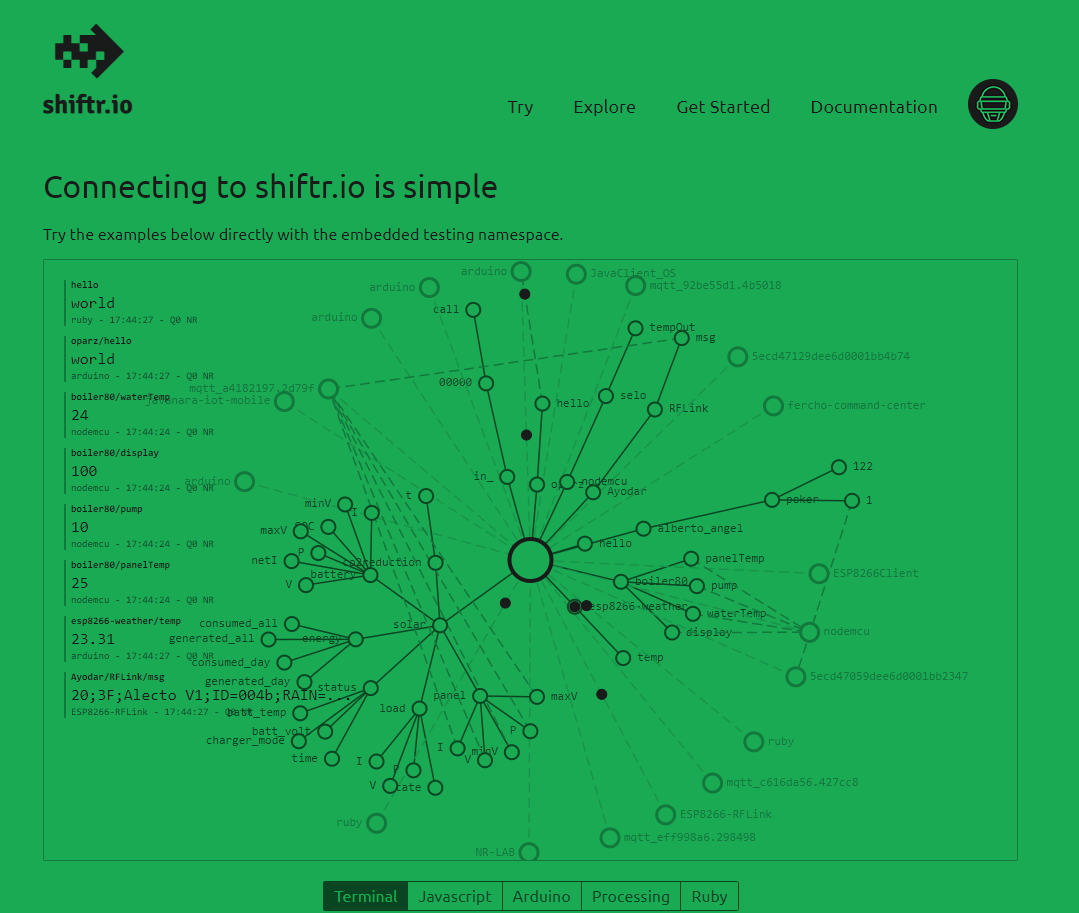 shiftr.io
Try
Explore
Get Started
Documentation
Connecting to shiftr.io is simple
Try the examples below directly with the embedded testing namespace.
hello
world
ruby - 17:44:27 - Q0 NR
oparz/hello
world
arduino - 17:44:27 - Q0 NR
boiler80/waterTemp
24
nodemcu - 17:44:24 - Q0 NR
boiler80/display
100
nodemcu - 17:44:24 - Q0 NR
boiler80/pump
10
nodemcu - 17:44:24 - Q0 NR
boiler80/panelTemp
25
nodemcu - 17:44:24 - Q0 NR
esp8266-weather/temp
23.31
arduino - 17:44:27 - Q0 NR
Ayodar/RFLink/msg
20;3F;Alecto V1;ID=004b;RAIN=...
ESP8266-RFLink - 17:44:27 - Q0 NR
arduino
JavaClient_OS
arduino
mqtt_92be55d1.4b5018
arduino
call
tempOut
msg
5ecd47129dee6d0001bb4b74
00000
mqtt_a4182197.2d79f
javanara-iot-mobile
hello
selo
RFLink
fercho-command-center
122
in_
nodemcu
Ayodar
arduino
t
poker
1
minV
I
maxV
alberto_angel
hello
netI
P
co2reduction
battery
V
panelTemp
ESP8266Client
boiler80
pump
esp8266-weather
waterTemp
consumed_all
solar
generated_all
energy
display
nodemcu
consumed_day
temp
generated_day
status
5ecd47059dee6d0001bb2347
panel
maxV
load
batt_temp
batt_volt
P
charger_mode
I
minV
ruby
time
I
P
V
V
mqtt_c616da56.427cc8
ESP8266-RFLink
ruby
mqtt_eff998a6.298498
NR-LAB
Terminal
Javascript
Arduino
Processing
Ruby